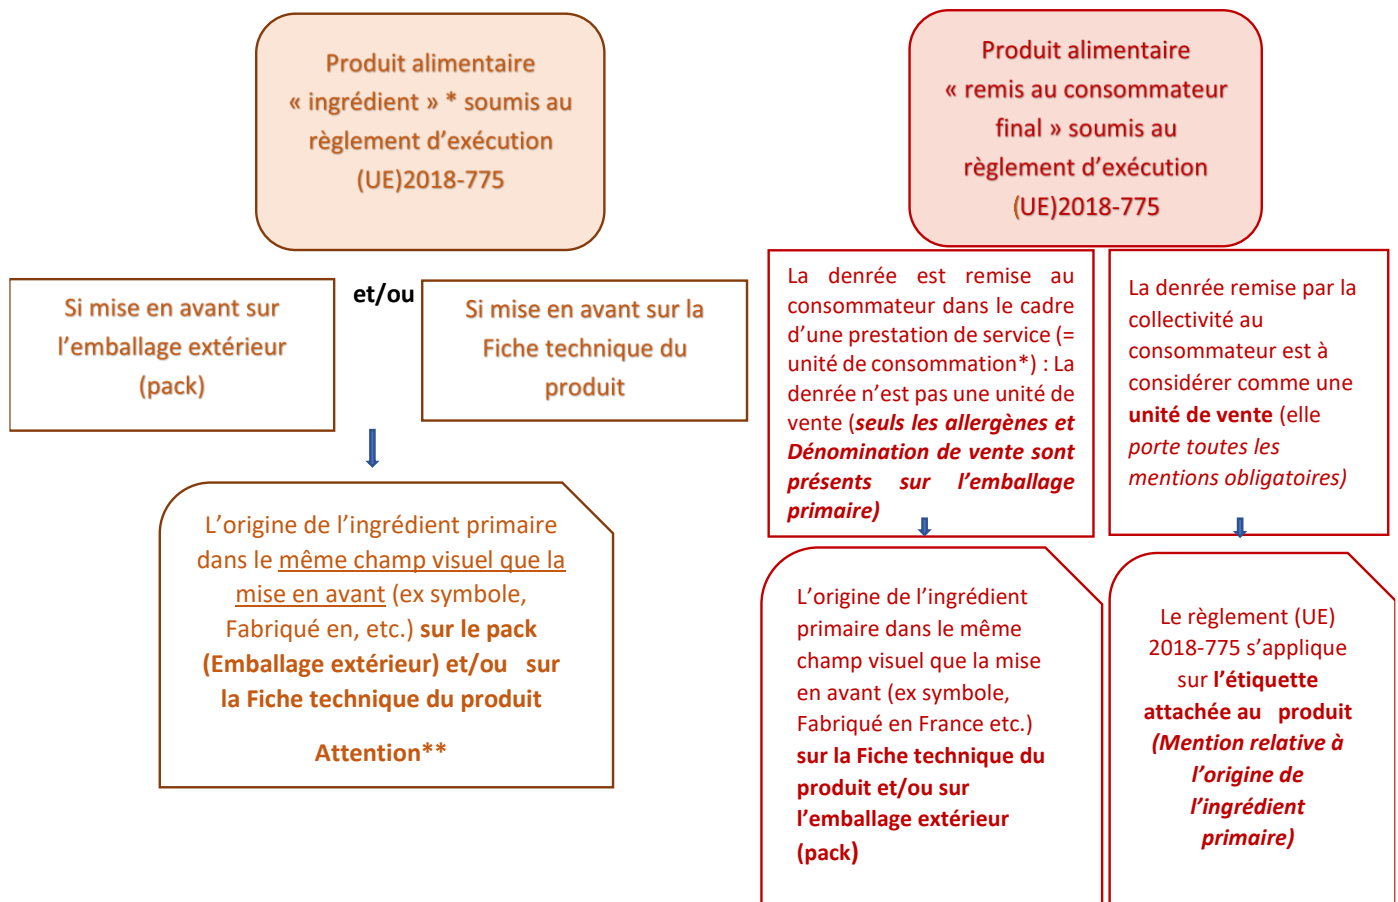 Produit alimentaire
« ingrédient » * soumis au
règlement d'exécution
(UE)2018-775
Si mise en avant sur
l'emballage extérieur
(pack)
et/ou
Si mise en avant sur la
Fiche technique du
produit
L'origine de l'ingrédient primaire
dans le même champ visuel que la
mise en avant (ex symbole,
Fabriqué en, etc.) sur le pack
(Emballage extérieur) et/ou sur
la Fiche technique du produit
Attention**
Produit alimentaire
« remis au consommateur
final » soumis au
règlement d'exécution
(UE)2018-775
La denrée est remise au
consommateur dans le cadre
d'une prestation de service (=
unité de consommation*) : La
denrée n'est pas une unité de
vente (seuls les allergènes et
Dénomination de vente sont
présents sur l'emballage
primaire)
La denrée remise par la
collectivité au
consommateur est à
considérer comme une
unité de vente (elle
porte toutes les
mentions obligatoires)
L'origine de l'ingrédient
primaire dans le même
champ visuel que la mise
en avant (ex symbole,
Fabriqué en France etc.)
sur la Fiche technique du
produit et/ou sur
l'emballage extérieur
(pack)
Le règlement (UE)
2018-775 s'applique
sur l'étiquette
attachée au produit
(Mention relative à
l'origine de
l'ingrédient
primaire)